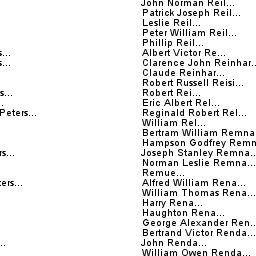 John Norman Reil...
Patrick Joseph Reil...
Leslie Reil...
Peter William Reil...
Phillip Reil...
s... Albert Victor Re...
s... Clarence John Reinhar..
Claude Reinhar...
Robert Russell Reisi...
s... Robert Rei...
.. Eric Albert Rel...
Peters... Reginald Robert Rel...
William Rel...
Bertram William Remna
Hampson Godfrey Remn
rs... Joseph Stanley Remna..
Norman Leslie Remna...
Remue...
ers... Alfred William Rena...
William Thomas Rena...
Harry Rena...
Haughton Rena...
George Alexander Ren..
Bertrand Victor Renda...
.. John Renda...
William Owen Renda...